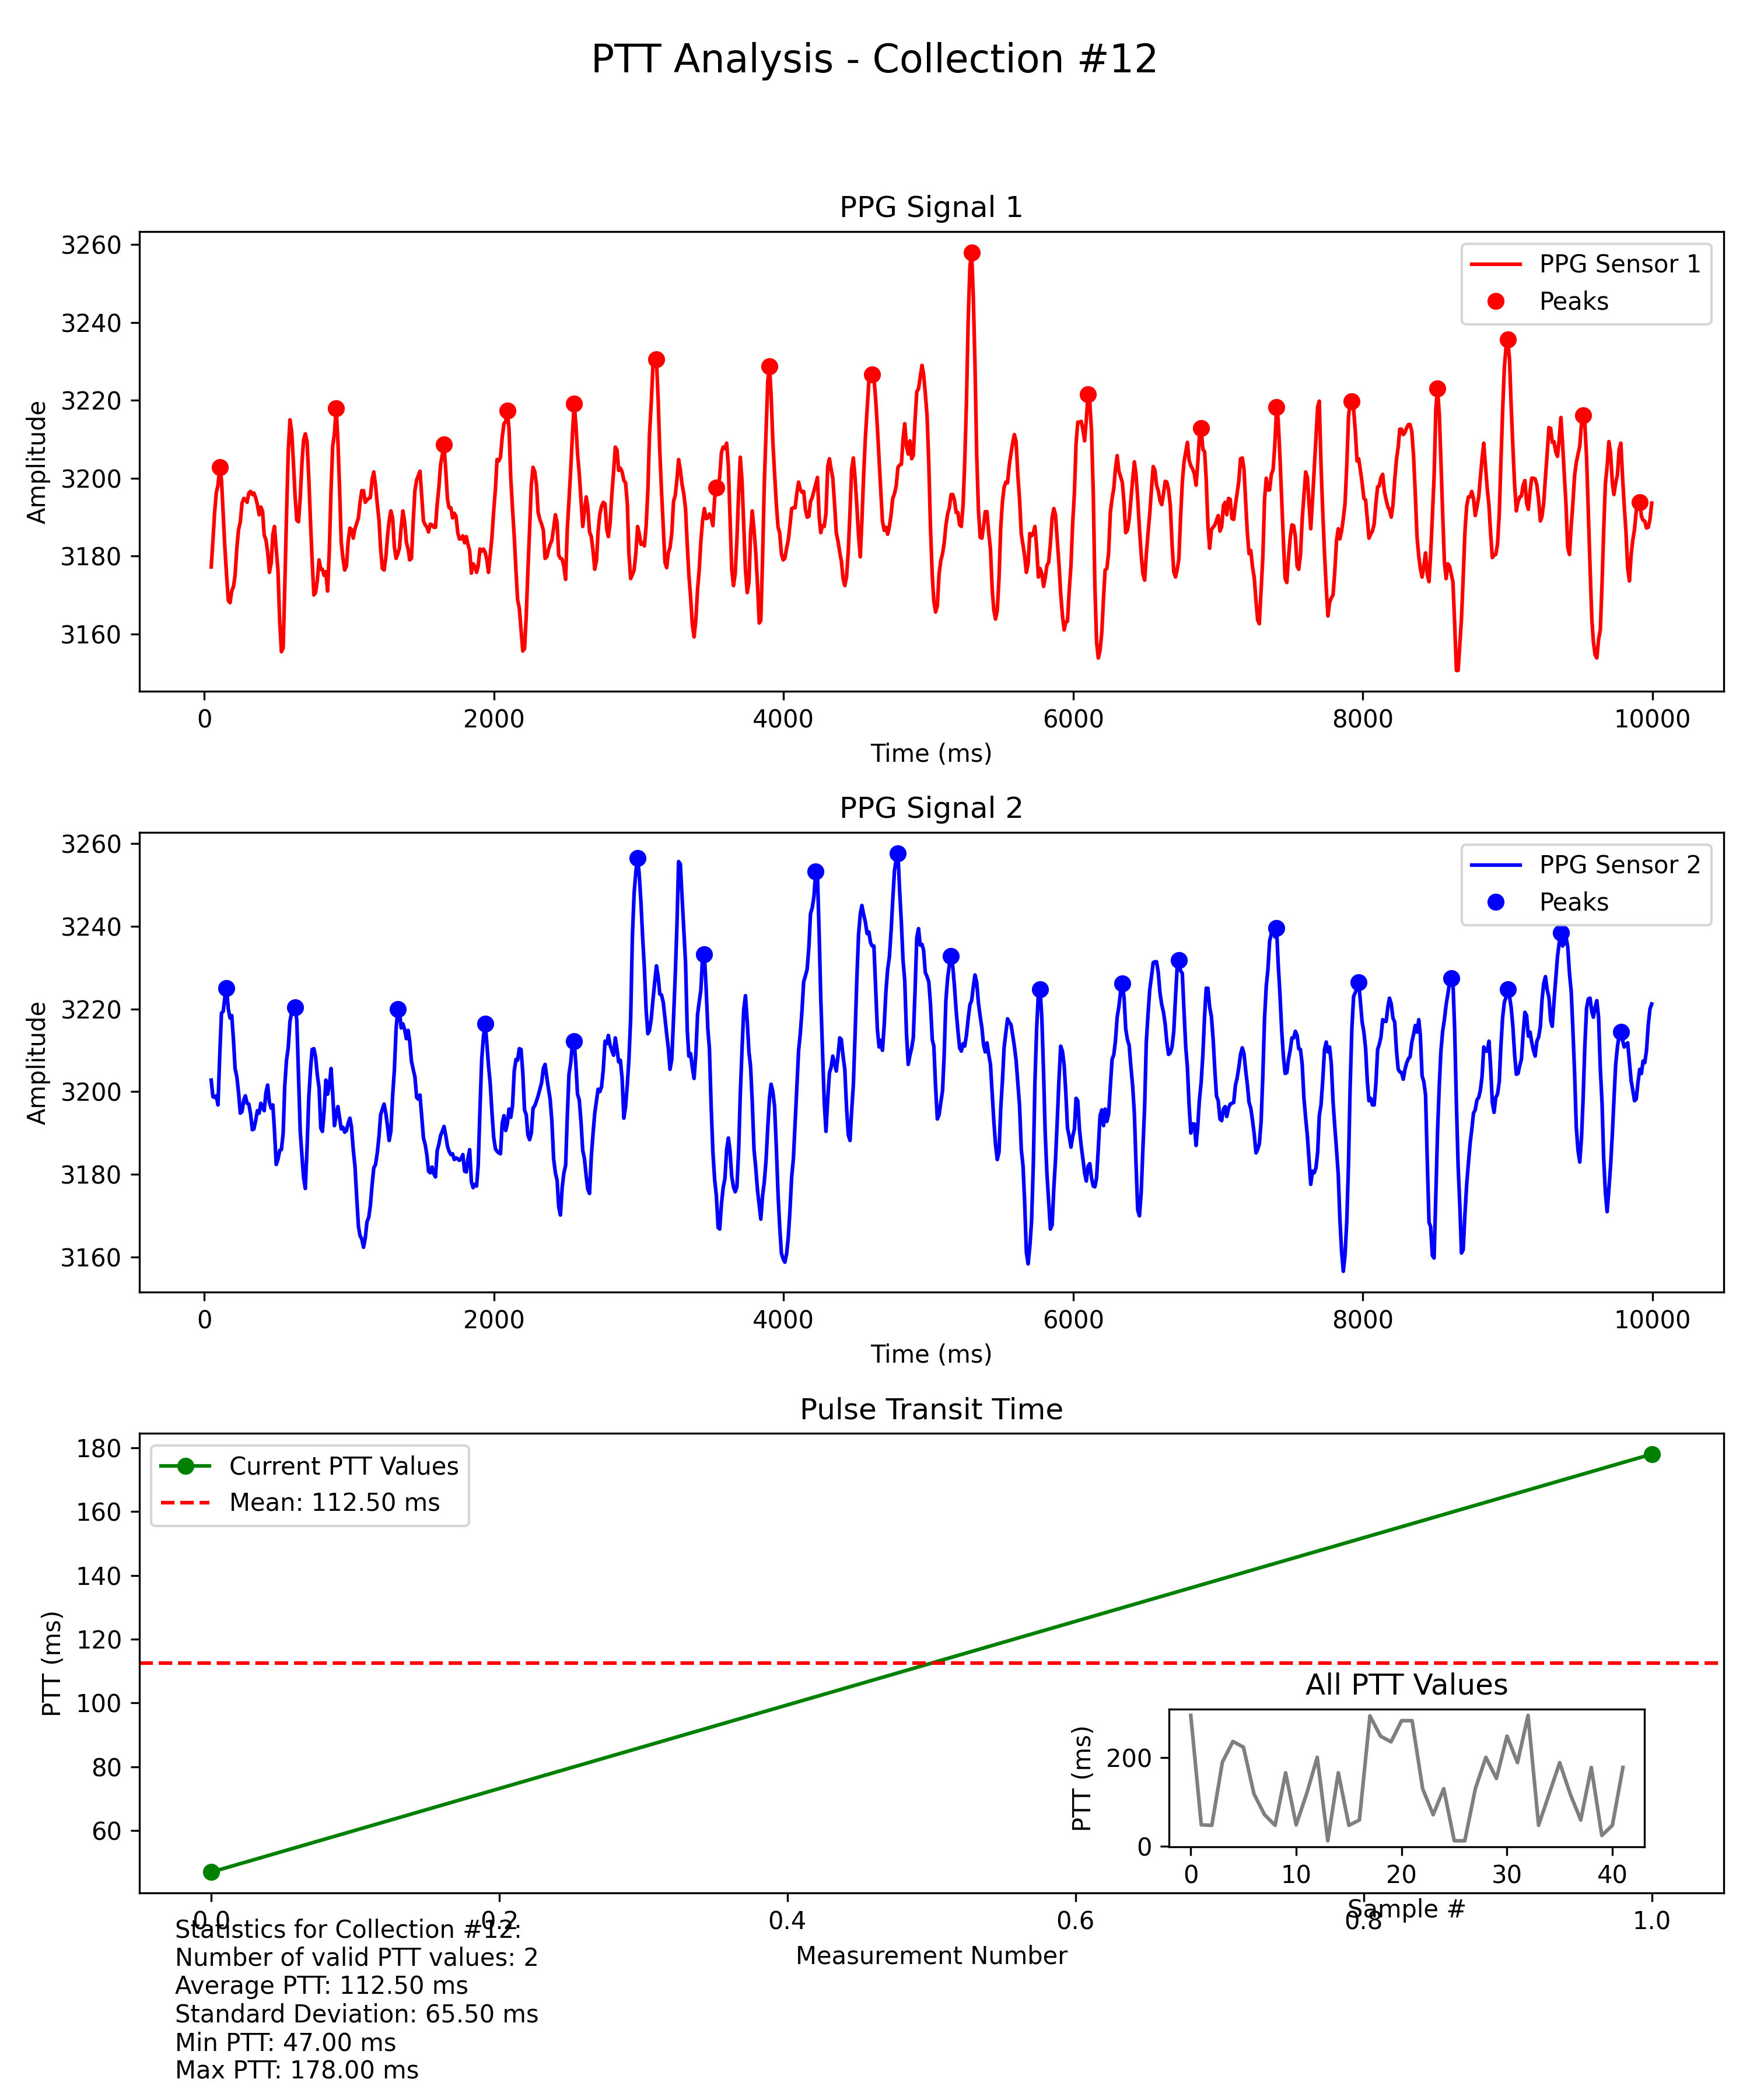 PTT Analysis - Collection #12
PPG Signal 1
3260
3240
3220
3200
3180
3160
Amplitude
PPG Sensor 1
Peaks
0 2000 4000 6000 8000 10000
Time (ms)
PPG Signal 2
3260
3240
3220
3200
3180
3160
Amplitude
PPG Sensor 2
Peaks
0 2000 4000 6000 8000 10000
Time (ms)
Pulse Transit Time
180
160
140
120
100
80
60
PTT (ms)
Current PTT Values
Mean: 112.50 ms
All PTT Values
PTT (ms)
200
0
0 10 20 30 40
Sample #
0.0 0.2 0.4 0.6 0.8 1.0
Measurement Number
Statistics for Collection #12:
Number of valid PTT values: 2
Average PTT: 112.50 ms
Standard Deviation: 65.50 ms
Min PTT: 47.00 ms
Max PTT: 178.00 ms